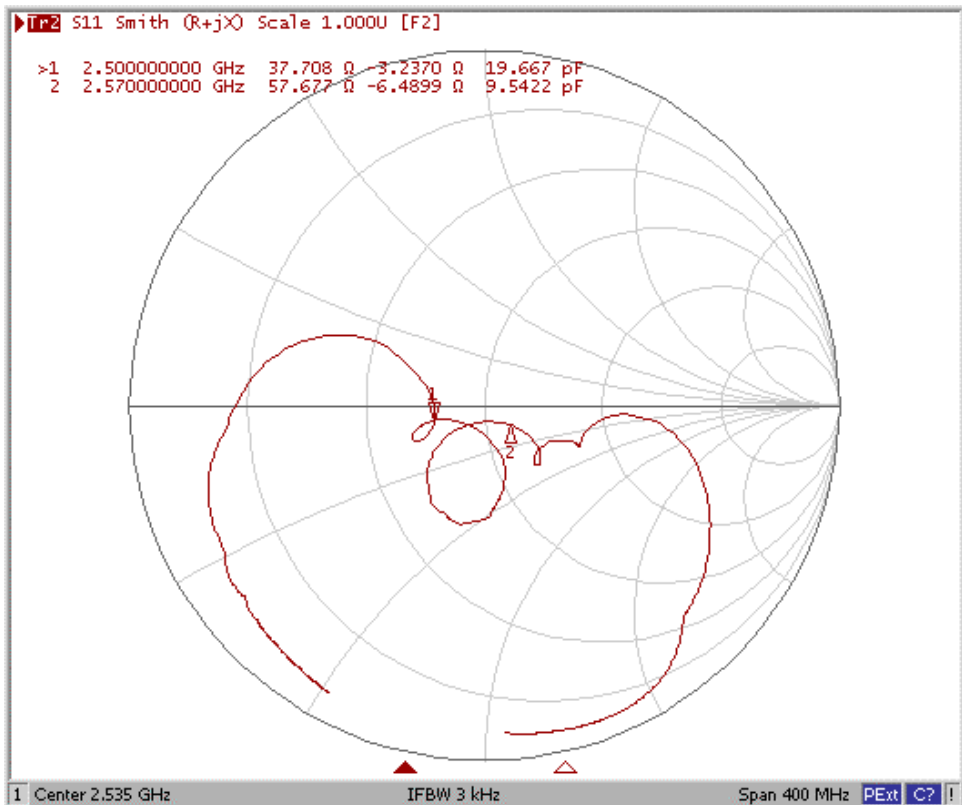 Tr2 S11 Smith (R+jX) Scale 1.000U [F2]
>1 2.500000000 GHz 37.708 Ω -3.2370 Ω 19.667 pF
2 2.570000000 GHz 57.677 Ω -6.4899 Ω 9.5422 pF
1
2
1 Center 2.535 GHz IFBW 3 kHz Span 400 MHz PExt C? !